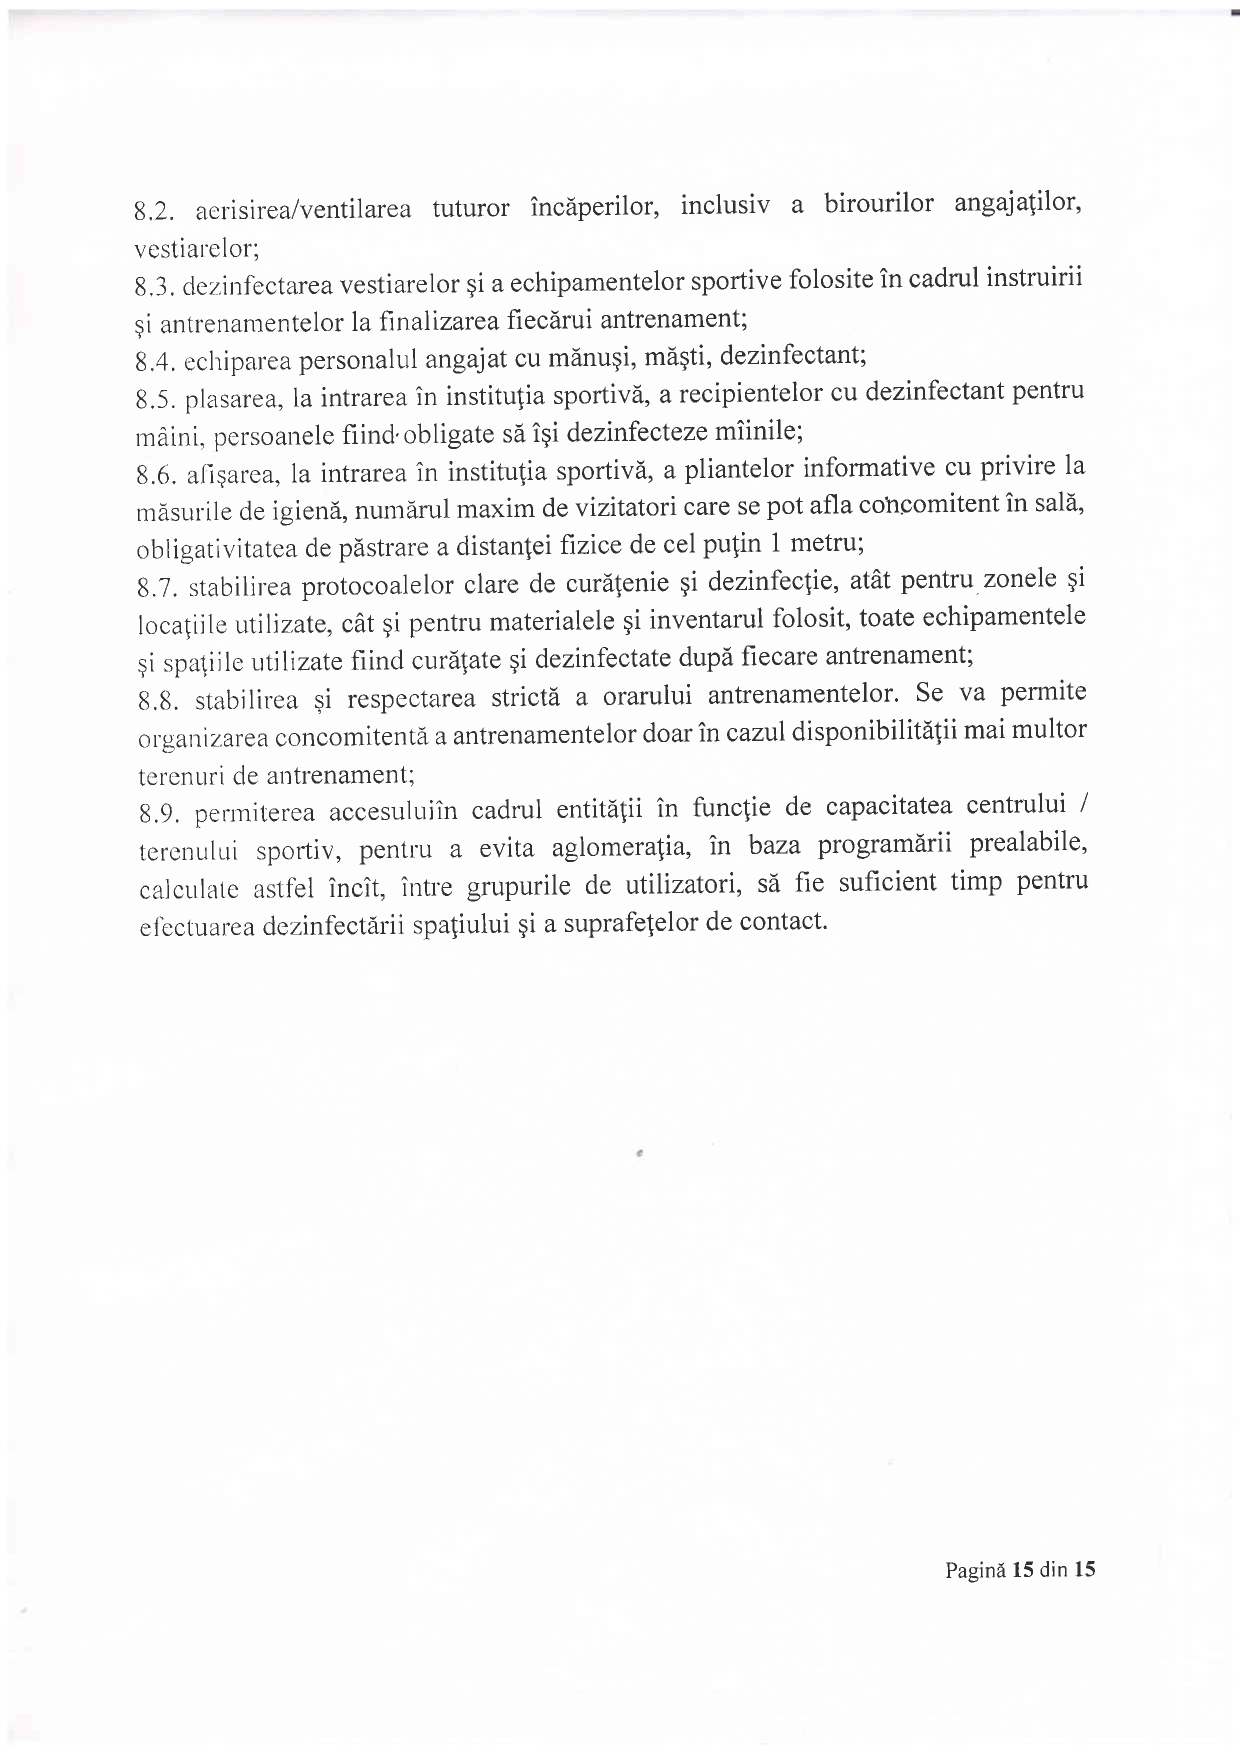 8.2. aerisirea/ventilarea tuturor încăperilor, inclusiv a birourilor angajaţilor,
vestiarelor;
8.3. dezinfectarea vestiarelor şi a echipamentelor sportive folosite în cadrul instruirii
şi antrenamentelor la finalizarea fiecărui antrenament;
8.4. echiparea personalul angajat cu mănuşi, măşti, dezinfectant;
8.5. plasarea, la intrarea în instituţia sportivă, a recipientelor cu dezinfectant pentru
mâini, persoanele fiind obligate să îşi dezinfecteze mîinile;
8.6. afişarea, la intrarea în instituţia sportivă, a pliantelor informative cu privire la
măsurile de igienă, numărul maxim de vizitatori care se pot afla concomitent în sală,
obligativitatea de păstrare a distanţei fizice de cel puţin 1 metru;
8.7. stabilirea protocoalelor clare de curăţenie şi dezinfecţie, atât pentru zonele şi
locaţiile utilizate, cât şi pentru materialele şi inventarul folosit, toate echipamentele
şi spaţiile utilizate fiind curăţate şi dezinfectate după fiecare antrenament;
8.8. stabilirea şi respectarea strictă a orarului antrenamentelor. Se va permite
organizarea concomitentă a antrenamentelor doar în cazul disponibilităţii mai multor
terenuri de antrenament;
8.9. permiterea accesuluiîn cadrul entităţii în funcţie de capacitatea centrului /
terenului sportiv, pentru a evita aglomeraţia, în baza programării prealabile,
calculate astfel încît, între grupurile de utilizatori, să fie suficient timp pentru
efectuarea dezinfectării spaţiului şi a suprafeţelor de contact.
Pagină 15 din 15